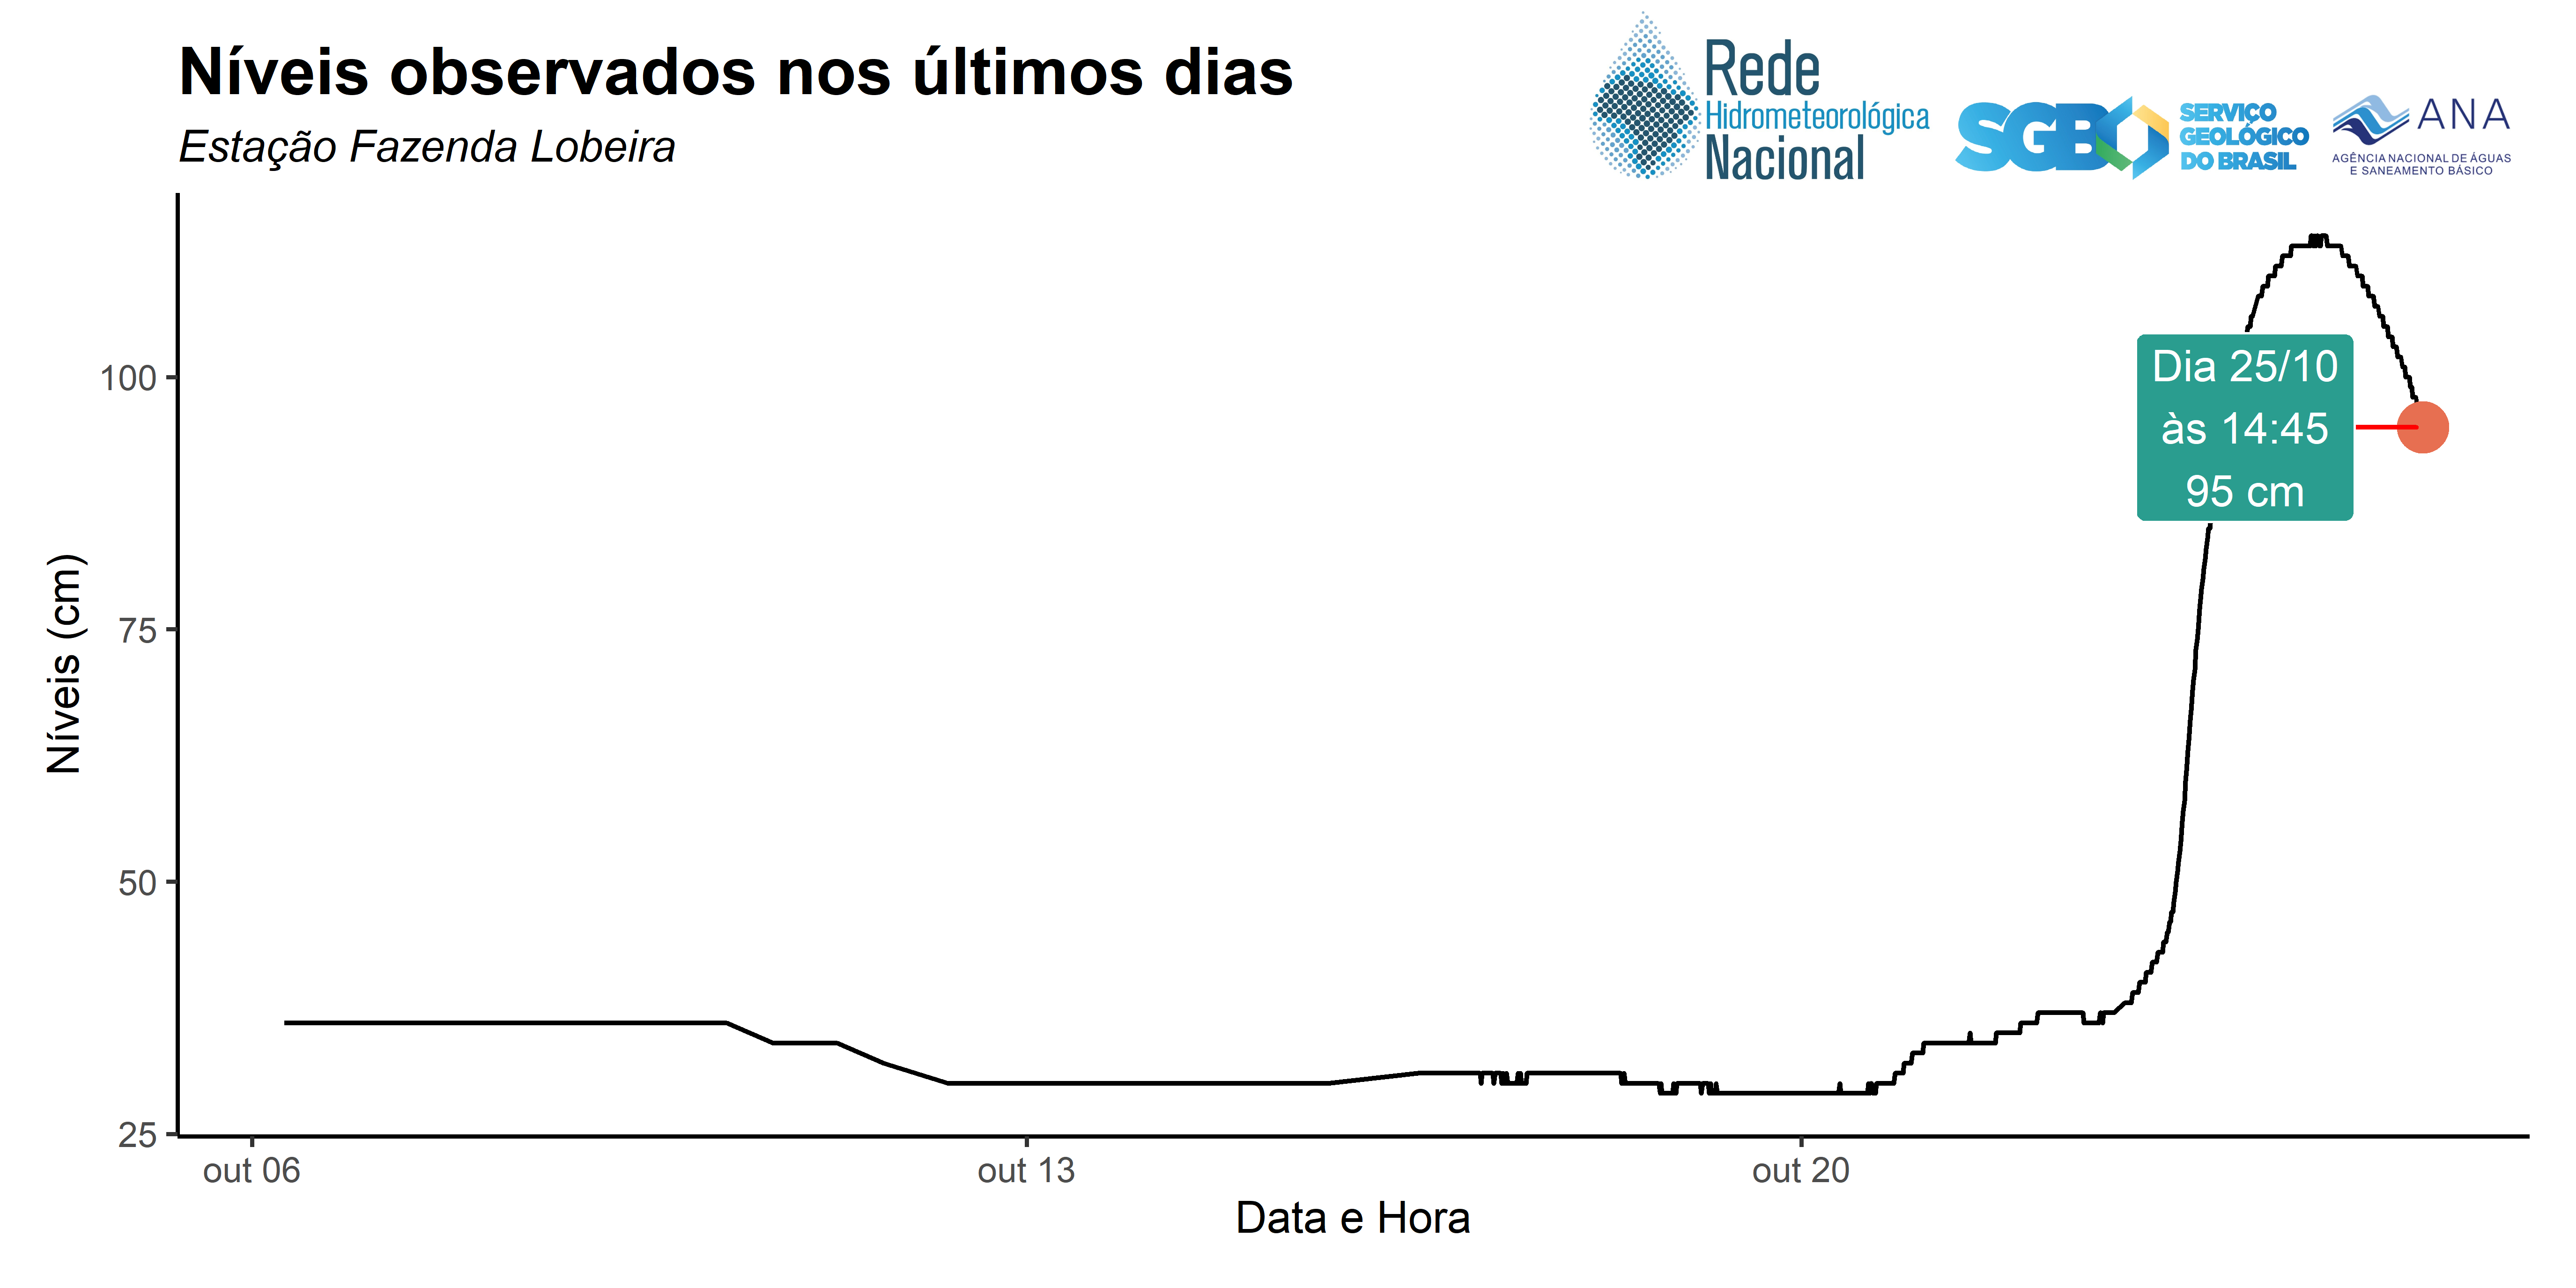 Níveis observados nos últimos dias
Estação Fazenda Lobeira
Rede
Hidrometeorológica
Nacional
SGB
SERVIÇO
GEOLÓGICO
DO BRASIL
ANA
AGÊNCIA NACIONAL DE ÁGUAS
E SANEAMENTO BÁSICO
Níveis (cm)
100
75
50
25
Dia 25/10
às 14:45
95 cm
out 06
out 13
out 20
Data e Hora